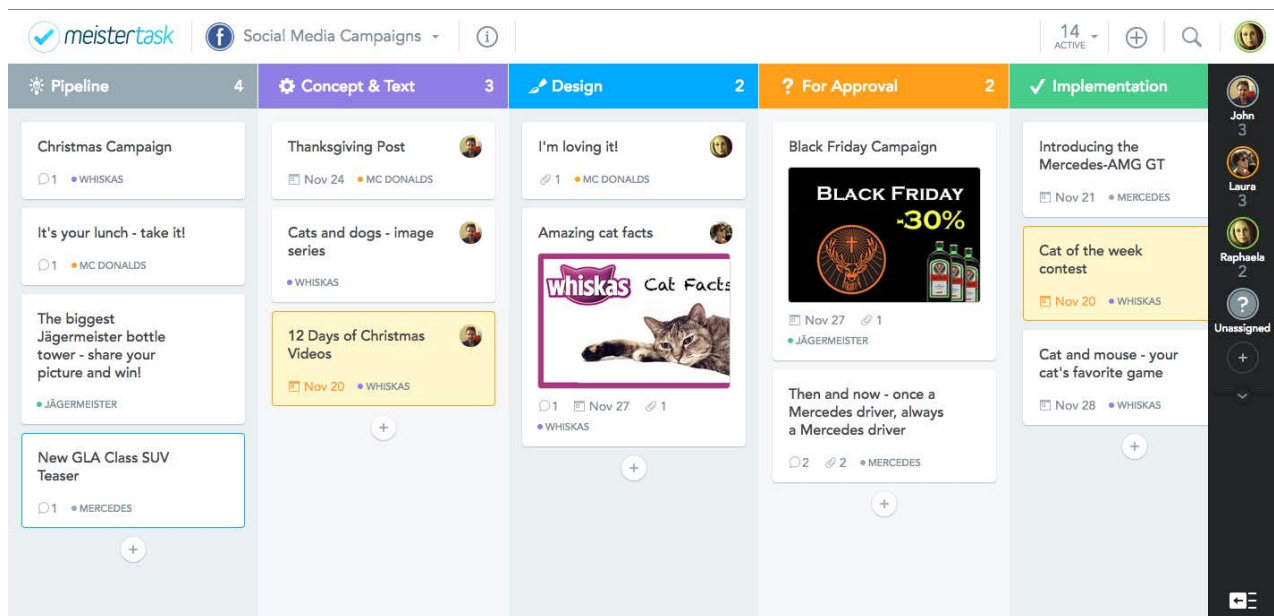 meistertask
Social Media Campaigns
14
ACTIVE
Pipeline 4
Christmas Campaign
1 WHISKAS
It's your lunch - take it!
1 MC DONALDS
The biggest
Jägermeister bottle
tower - share your
picture and win!
JÄGERMEISTER
New GLA Class SUV
Teaser
1 MERCEDES
Concept & Text 3
Thanksgiving Post
Nov 24 MC DONALDS
Cats and dogs - image
series
WHISKAS
12 Days of Christmas
Videos
Nov 20 WHISKAS
Design 2
I'm loving it!
1 MC DONALDS
Amazing cat facts
whiskas Cat Facts
1 Nov 27 1
WHISKAS
? For Approval 2
Black Friday Campaign
BLACK FRIDAY
-30%
Nov 27 1
JÄGERMEISTER
Then and now - once a
Mercedes driver, always
a Mercedes driver
2 2 MERCEDES
Implementation
Introducing the
Mercedes-AMG GT
Nov 21 MERCEDES
Cat of the week
contest
Nov 20 WHISKAS
Cat and mouse - your
cat's favorite game
Nov 28 WHISKAS
John
3
Laura
3
Raphaela
2
?
Unassigned